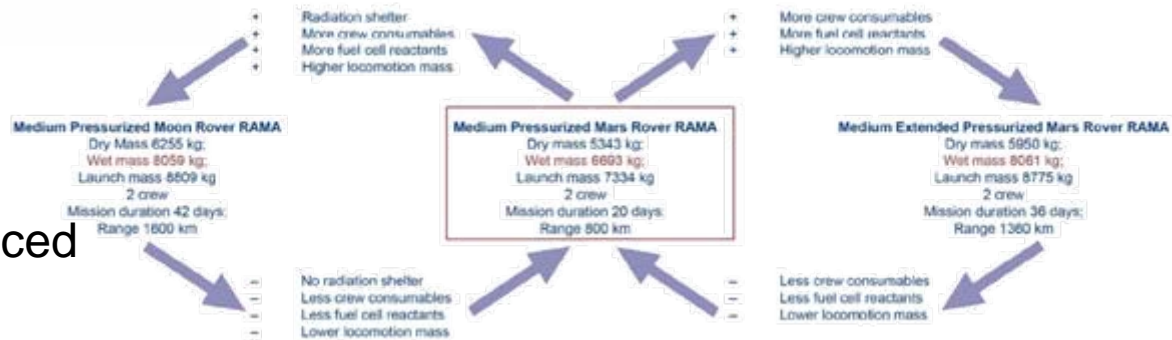 + Radiation shelter
+ More crew consumables
+ More fuel cell reactants
+ Higher locomotion mass
+ More crew consumables
+ More fuel cell reactants
+ Higher locomotion mass
Medium Pressurized Moon Rover RAMA
Dry Mass 6255 kg;
Wet mass 8059 kg;
Launch mass 8809 kg
2 crew
Mission duration 42 days;
Range 1600 km
Medium Pressurized Mars Rover RAMA
Dry mass 5343 kg;
Wet mass 6693 kg;
Launch mass 7334 kg
2 crew
Mission duration 20 days;
Range 800 km
Medium Extended Pressurized Mars Rover RAMA
Dry mass 5950 kg;
Wet mass 8061 kg;
Launch mass 8775 kg
2 crew
Mission duration 36 days;
Range 1360 km
ced
– No radiation shelter
– Less crew consumables
– Less fuel cell reactants
– Lower locomotion mass
– Less crew consumables
– Less fuel cell reactants
– Lower locomotion mass